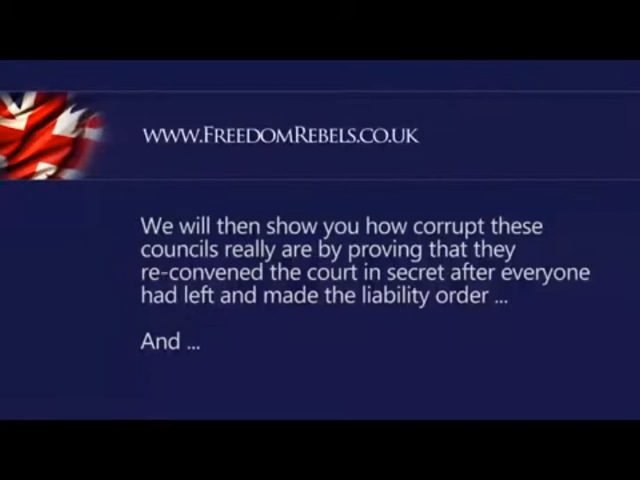 www.FreedomRebels.co.uk
We will then show you how corrupt these
councils really are by proving that they
re-convened the court in secret after everyone
had left and made the liability order ...
And ...